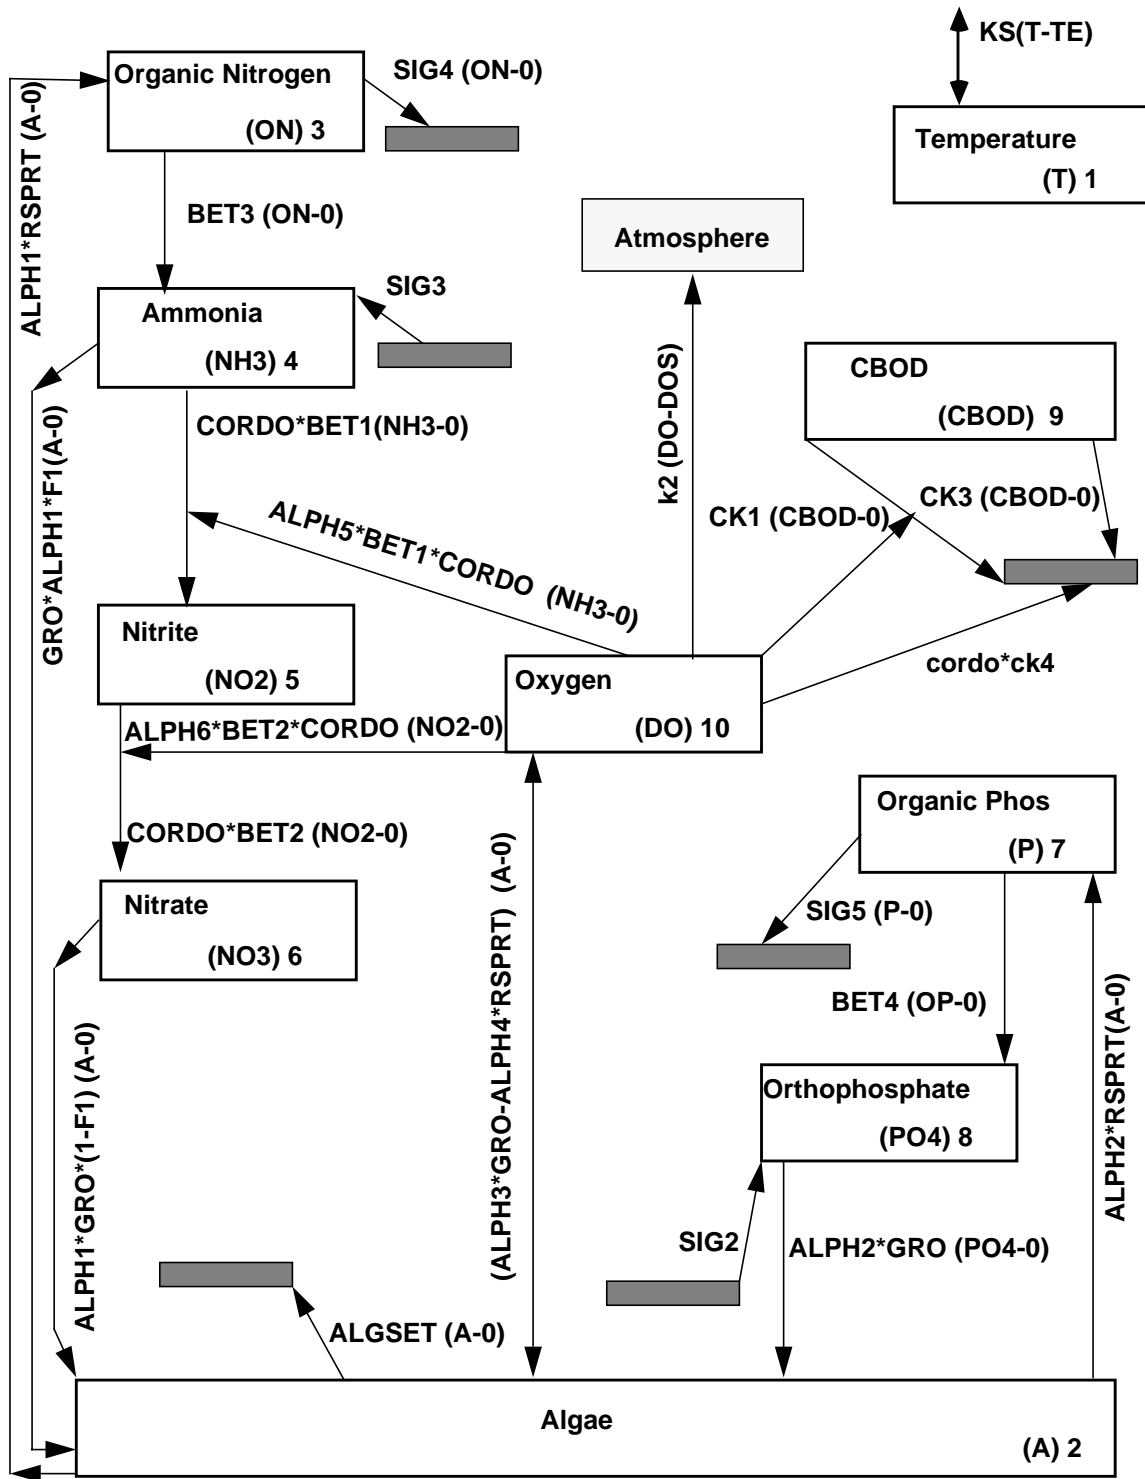 KS(T-TE)
Organic Nitrogen
(ON) 3
SIG4 (ON-0)
Temperature
(T) 1
ALPH1*RSPRT (A-0)
BET3 (ON-0)
Atmosphere
Ammonia
(NH3) 4
SIG3
k2 (DO-DOS)
CBOD
(CBOD) 9
GRO*ALPH1*F1(A-0)
CORDO*BET1(NH3-0)
ALPH5*BET1*CORDO (NH3-0)
CK1 (CBOD-0)
CK3 (CBOD-0)
Nitrite
(NO2) 5
Oxygen
(DO) 10
cordo*ck4
ALPH6*BET2*CORDO (NO2-0)
CORDO*BET2 (NO2-0)
Organic Phos
(P) 7
Nitrate
(NO3) 6
(ALPH3*GRO-ALPH4*RSPRT) (A-0)
SIG5 (P-0)
BET4 (OP-0)
ALPH1*GRO*(1-F1) (A-0)
Orthophosphate
(PO4) 8
ALPH2*RSPRT(A-0)
SIG2
ALPH2*GRO (PO4-0)
ALGSET (A-0)
Algae
(A) 2